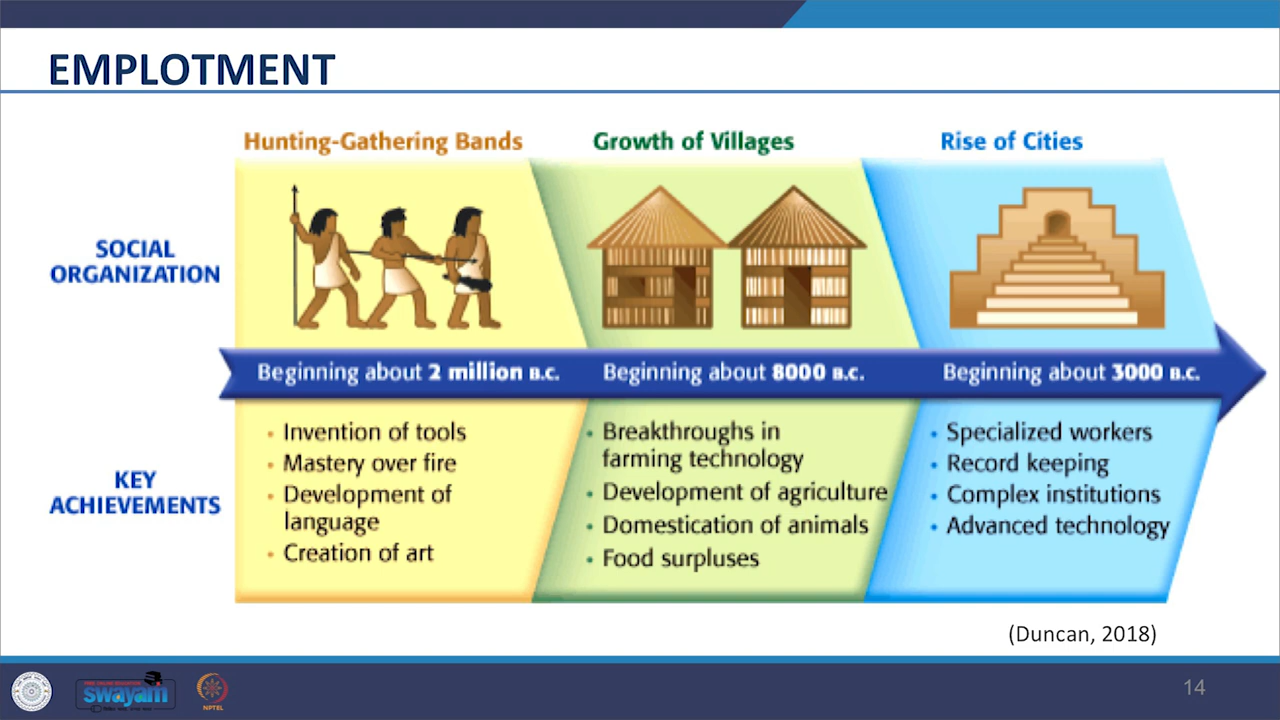 EMPLOTMENT
Hunting-Gathering Bands
Growth of Villages
Rise of Cities
SOCIAL
ORGANIZATION
Beginning about 2 million B.C.
Beginning about 8000 B.C.
Beginning about 3000 B.C.
KEY
ACHIEVEMENTS
• Invention of tools
• Mastery over fire
• Development of
language
• Creation of art
• Breakthroughs in
farming technology
• Development of agriculture
• Domestication of animals
• Food surpluses
• Specialized workers
• Record keeping
• Complex institutions
• Advanced technology
(Duncan, 2018)
swayam
NPTEL
14